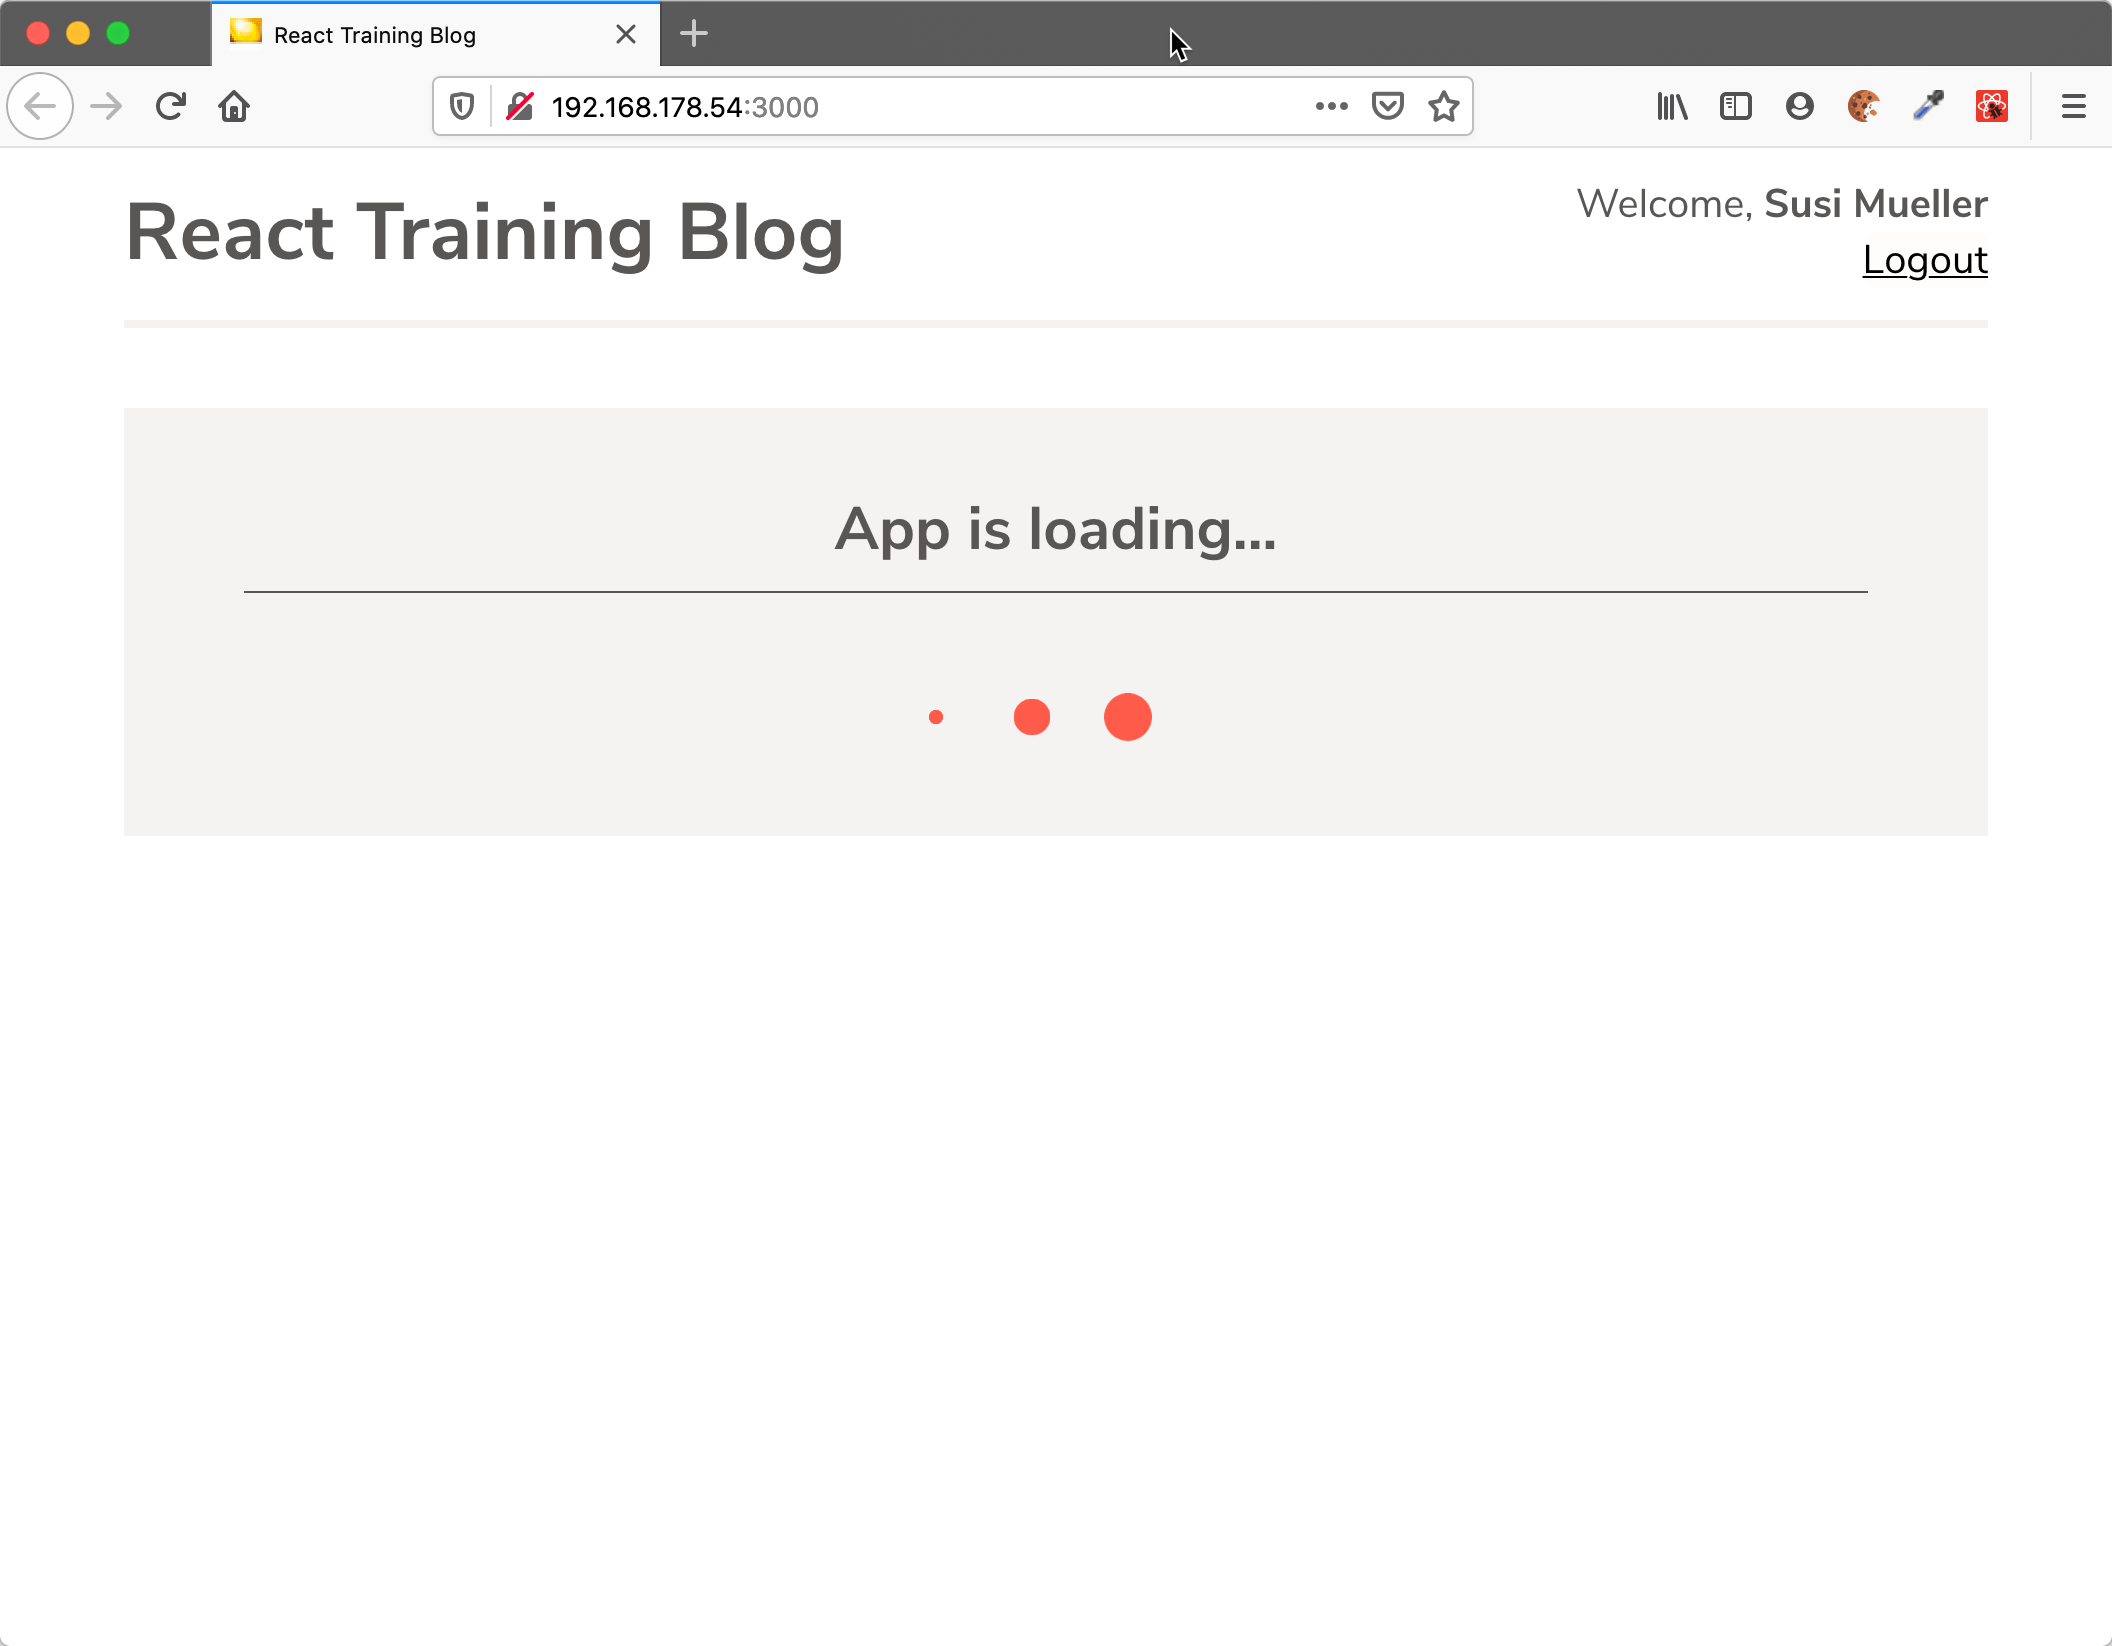 React Training Blog
192.168.178.54:3000
React Training Blog
Welcome, Susi Mueller
Logout
App is loading...